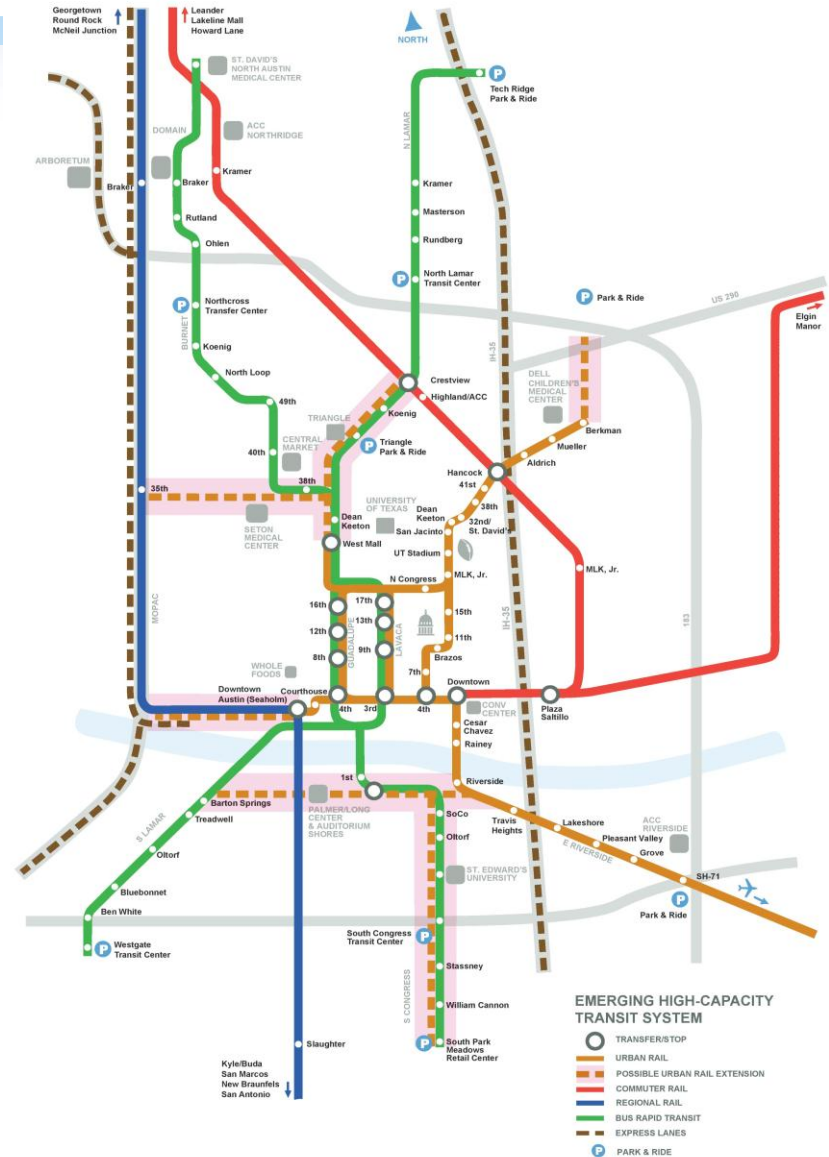 Georgetown
Round Rock
McNeil Junction
Leander
Lakeline Mall
Howard Lane
NORTH
ST. DAVID'S
NORTH AUSTIN
MEDICAL CENTER
P
Tech Ridge
Park & Ride
N LAMAR
DOMAIN
ACC
NORTHRIDGE
ARBORETUM
Kramer
Braker
Braker
Kramer
Rutland
Masterson
Ohlen
Rundberg
P
North Lamar
Transit Center
P
Northcross
Transfer Center
P
Park & Ride
US 290
Elgin
Manor
BURNET
Koenig
IH-35
North Loop
Crestview
Highland/ACC
DELL
CHILDREN'S
MEDICAL
CENTER
49th
Koenig
TRIANGLE
P
Triangle
Park & Ride
Berkman
Mueller
Aldrich
40th
CENTRAL
MARKET
Hancock
41st
38th
35th
38th
UNIVERSITY
OF TEXAS
Dean
Keeton
32nd/
St. David's
Dean
Keeton
San Jacinto
SETON
MEDICAL
CENTER
West Mall
UT Stadium
N Congress
MLK, Jr.
MLK, Jr.
MOPAC
16th
17th
12th
13th
15th
11th
8th
9th
GUADALUPE
LAVACA
Brazos
IH-35
183
WHOLE
FOODS
7th
Downtown
Austin (Seaholm)
Courthouse
Downtown
4th
3rd
4th
CONV
CENTER
Plaza
Saltillo
Cesar
Chavez
Rainey
1st
Riverside
Barton Springs
Treadwell
PALMER/LONG
CENTER
& AUDITORIUM
SHORES
SoCo
Travis
Heights
Lakeshore
Pleasant Valley
Grove
ACC
RIVERSIDE
E RIVERSIDE
S LAMAR
Oltorf
Oltorf
SH-71
ST. EDWARD'S
UNIVERSITY
Bluebonnet
P
Park & Ride
Ben White
South Congress
Transit Center
P
P
Westgate
Transit Center
Stassney
S CONGRESS
William Cannon
P
South Park
Meadows
Retail Center
Slaughter
Kyle/Buda
San Marcos
New Braunfels
San Antonio
EMERGING HIGH-CAPACITY
TRANSIT SYSTEM
TRANSFER/STOP
URBAN RAIL
POSSIBLE URBAN RAIL EXTENSION
COMMUTER RAIL
REGIONAL RAIL
BUS RAPID TRANSIT
EXPRESS LANES
P
PARK & RIDE